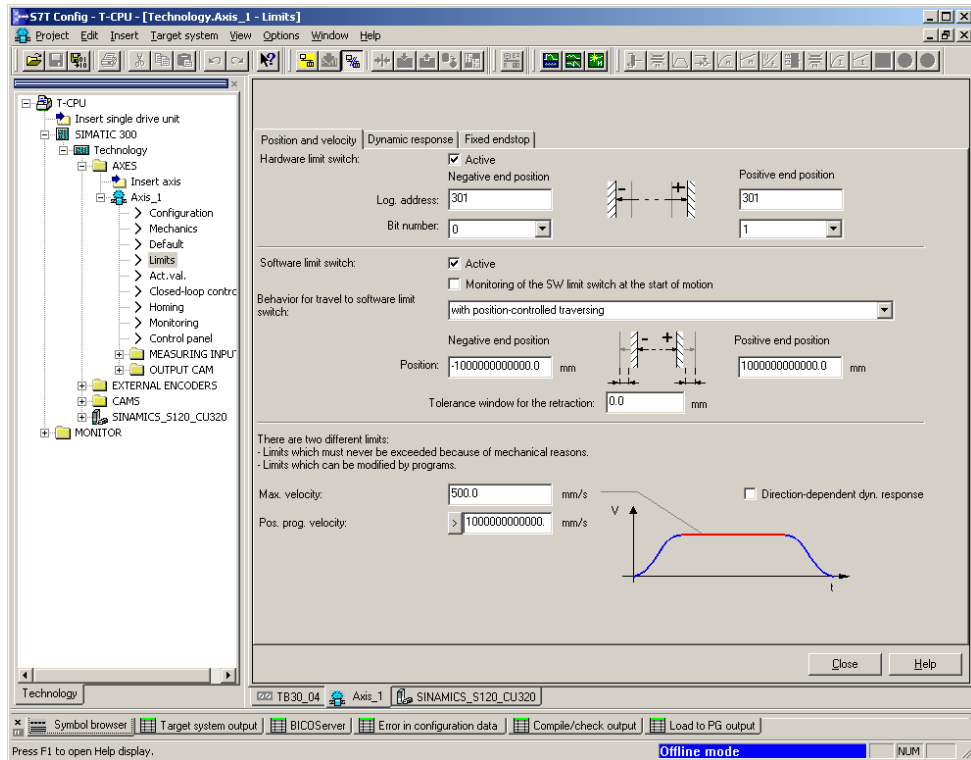 S7T Config - T-CPU - [Technology.Axis_1 - Limits]
Project Edit Insert Target system View Options Window Help
T-CPU
Insert single drive unit
SIMATIC 300
Technology
AXES
Insert axis
Axis_1
Configuration
Mechanics
Default
Limits
Act.val.
Closed-loop contro
Homing
Monitoring
Control panel
MEASURING INPU
OUTPUT CAM
EXTERNAL ENCODERS
CAMS
SINAMICS_S120_CU320
MONITOR
Technology
Position and velocity Dynamic response Fixed endstop
Hardware limit switch: Active
Negative end position Positive end position
Log. address: 301 - + 301
Bit number: 0 1
Software limit switch: Active
Monitoring of the SW limit switch at the start of motion
Behavior for travel to software limit
switch: with position-controlled traversing
Negative end position - + Positive end position
Position: -1000000000000.0 mm 1000000000000.0 mm
Tolerance window for the retraction: 0.0 mm
There are two different limits:
- Limits which must never be exceeded because of mechanical reasons.
- Limits which can be modified by programs.
Max. velocity: 500.0 mm/s Direction-dependent dyn. response
Pos. prog. velocity: > 1000000000000. mm/s
V
t
Close Help
TB30_04 Axis_1 SINAMICS_S120_CU320
Symbol browser Target system output BICOServer Error in configuration data Compile/check output Load to PG output
Press F1 to open Help display. Offline mode NUM